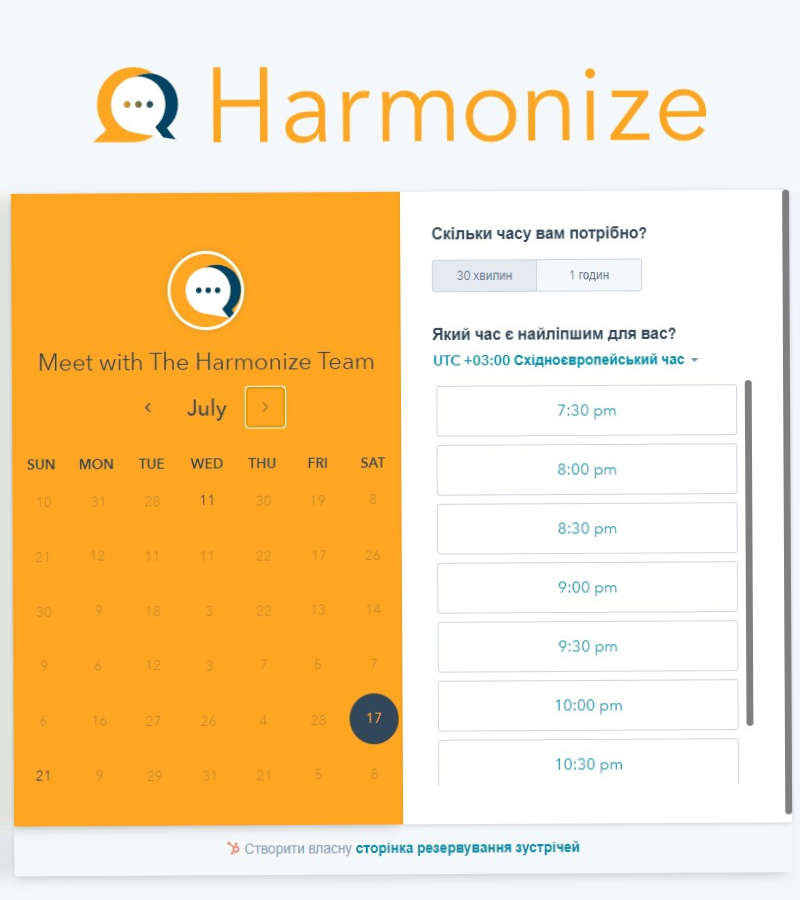 Harmonize
Meet with The Harmonize Team
July
SUN MON TUE WED THU FRI SAT
10 31 28 11 30 19 8
21 12 11 11 22 17 26
30 9 18 3 22 13 14
9 6 12 3 7 5 7
6 16 27 26 4 28 17
21 9 29 31 21 5 8
Скільки часу вам потрібно?
30 хвилин 1 годин
Який час є найліпшим для вас?
UTC +03:00 Східноєвропейський час
7:30 pm
8:00 pm
8:30 pm
9:00 pm
9:30 pm
10:00 pm
10:30 pm
Створити власну сторінка резервування зустрічей